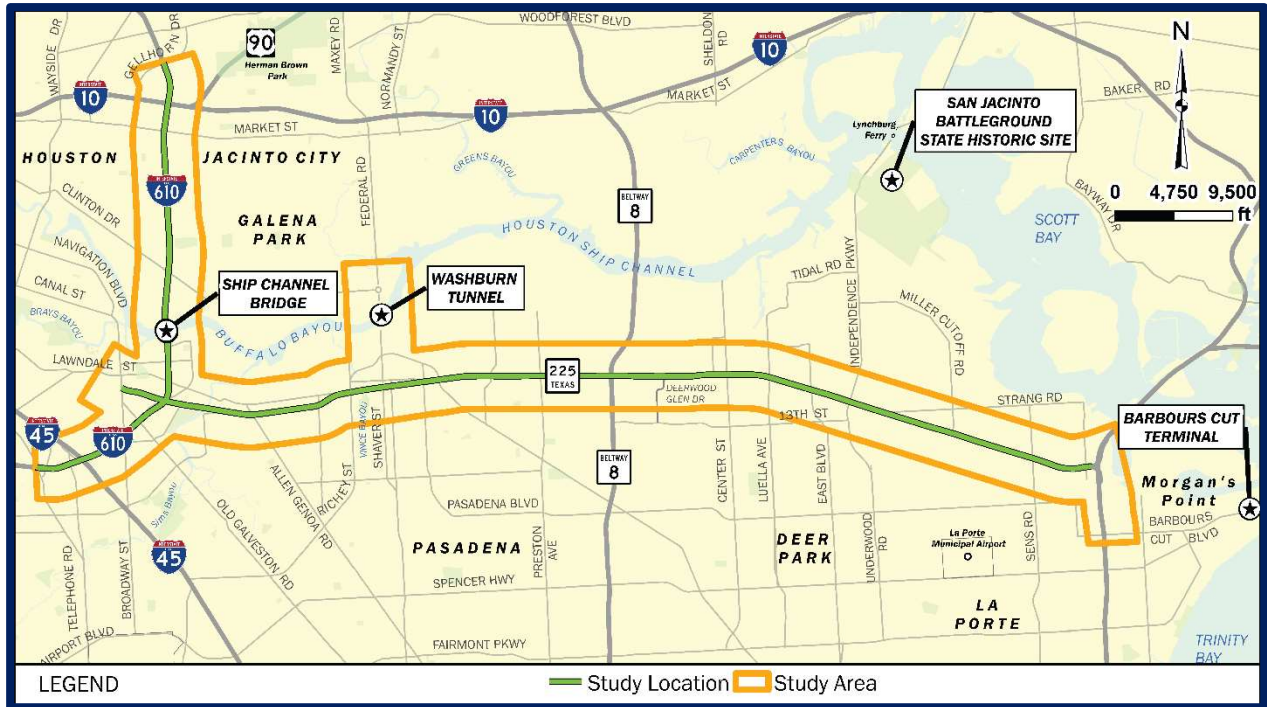 WOODFOREST BLVD
WAYSIDE DR
GELLHORN DR
90
Herman Brown
Park
MAXEY RD
NORMANDY ST
SHELDON
RD
10
N
10
MARKET ST
10
MARKET ST
BAKER RD
SAN JACINTO
BATTLEGROUND
STATE HISTORIC SITE
Lynchburg
Ferry
HOUSTON
JACINTO CITY
GREENS BAYOU
CARPENTERS BAYOU
610
FEDERAL RD
BELTWAY
8
0 4,750 9,500
ft
CLINTON DR
GALENA
PARK
HOUSTON SHIP CHANNEL
SCOTT
BAY
BAYWAY DR
NAVIGATION BLVD
CANAL ST
BRAYS BAYOU
SHIP CHANNEL
BRIDGE
WASHBURN
TUNNEL
TIDAL RD
INDEPENDENCE PKWY
MILLER CUTOFF RD
BUFFALO BAYOU
LAWNDALE ST
225
TEXAS
DEERWOOD
GLEN DR
13TH ST
STRANG RD
BARBOURS CUT
TERMINAL
45
610
VINCE BAYOU
SHAVER ST
RICHEY ST
ALLEN GENOA RD
OLD GALVESTON RD
Sims Bayou
BELTWAY
8
CENTER ST
LUELLA AVE
EAST BLVD
UNDERWOOD
RD
SENS RD
Morgan's
Point
BARBOURS
CUT BLVD
PASADENA BLVD
45
PASADENA
PRESTON
AVE
DEER
PARK
La Porte
Municipal Airport
TELEPHONE RD
BROADWAY ST
SPENCER HWY
LA
PORTE
AIRPORT BLVD
FAIRMONT PKWY
TRINITY
BAY
LEGEND
Study Location
Study Area